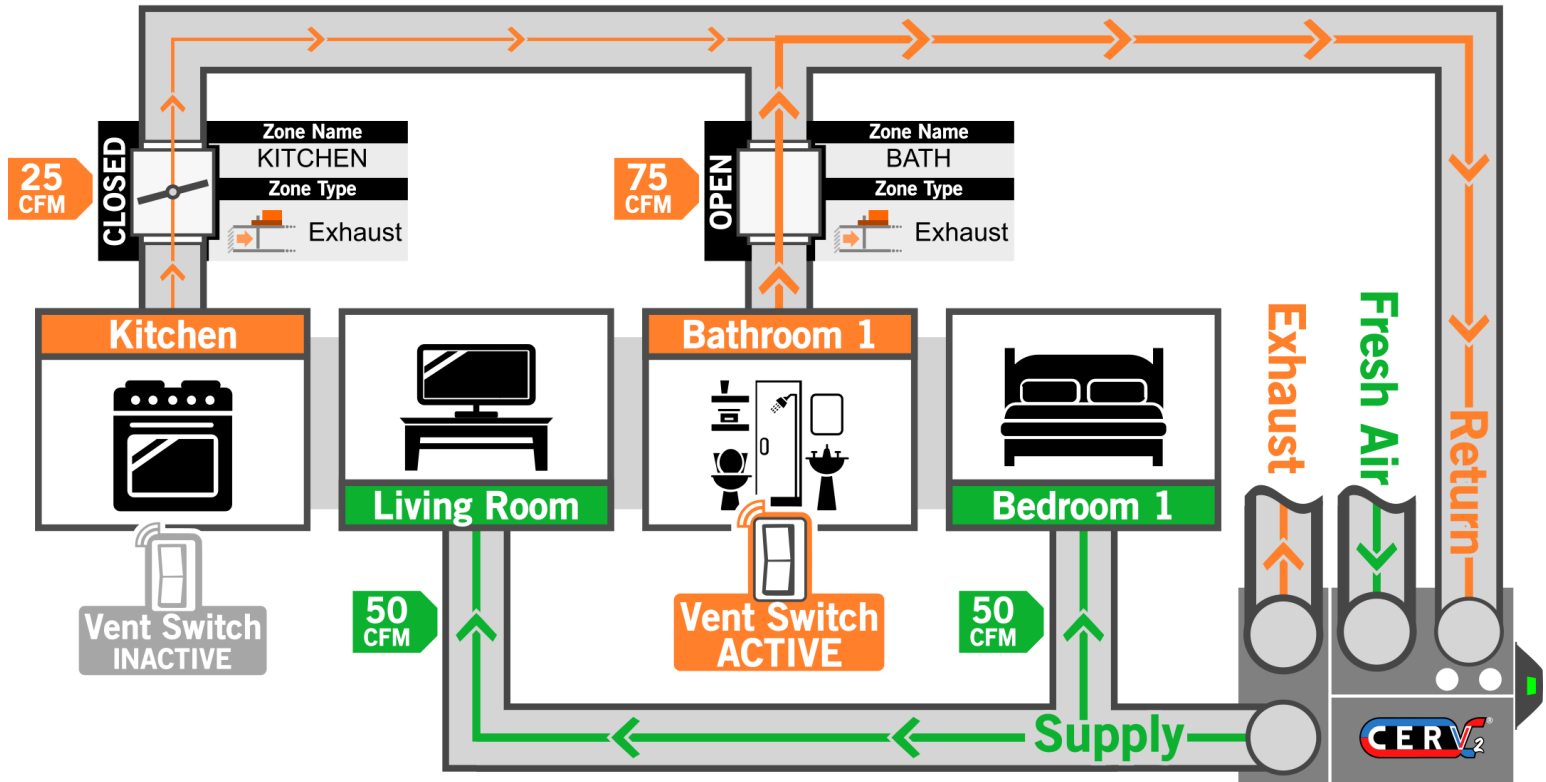 25
CFM
CLOSED
Zone Name
KITCHEN
Zone Type
Exhaust
75
CFM
OPEN
Zone Name
BATH
Zone Type
Exhaust
Kitchen
Living Room
Bathroom 1
Bedroom 1
Exhaust
Fresh Air
Return
Vent Switch
INACTIVE
50
CFM
Vent Switch
ACTIVE
50
CFM
Supply
CERV2®